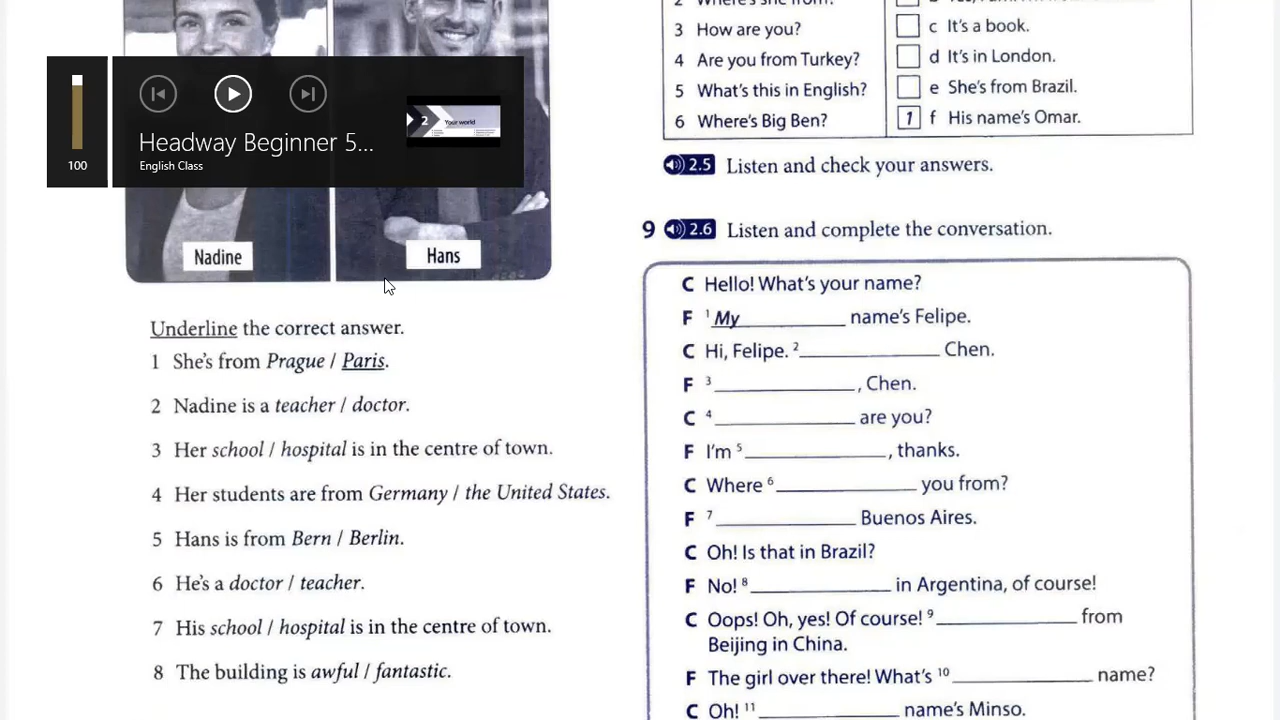 100
Headway Beginner 5...
English Class
2 Your world
Nadine
Hans
Underline the correct answer.
1 She's from Prague / Paris.
2 Nadine is a teacher / doctor.
3 Her school / hospital is in the centre of town.
4 Her students are from Germany / the United States.
5 Hans is from Bern / Berlin.
6 He's a doctor / teacher.
7 His school / hospital is in the centre of town.
8 The building is awful / fantastic.
2 Where's she from?
3 How are you?
4 Are you from Turkey?
5 What's this in English?
6 Where's Big Ben?
c It's a book.
d It's in London.
e She's from Brazil.
1 f His name's Omar.
2.5 Listen and check your answers.
9 2.6 Listen and complete the conversation.
C Hello! What's your name?
F 1 My name's Felipe.
C Hi, Felipe. 2 Chen.
F 3 , Chen.
C 4 are you?
F I'm 5 , thanks.
C Where 6 you from?
F 7 Buenos Aires.
C Oh! Is that in Brazil?
F No! 8 in Argentina, of course!
C Oops! Oh, yes! Of course! 9 from
Beijing in China.
F The girl over there! What's 10 name?
C Oh! 11 name's Minso.